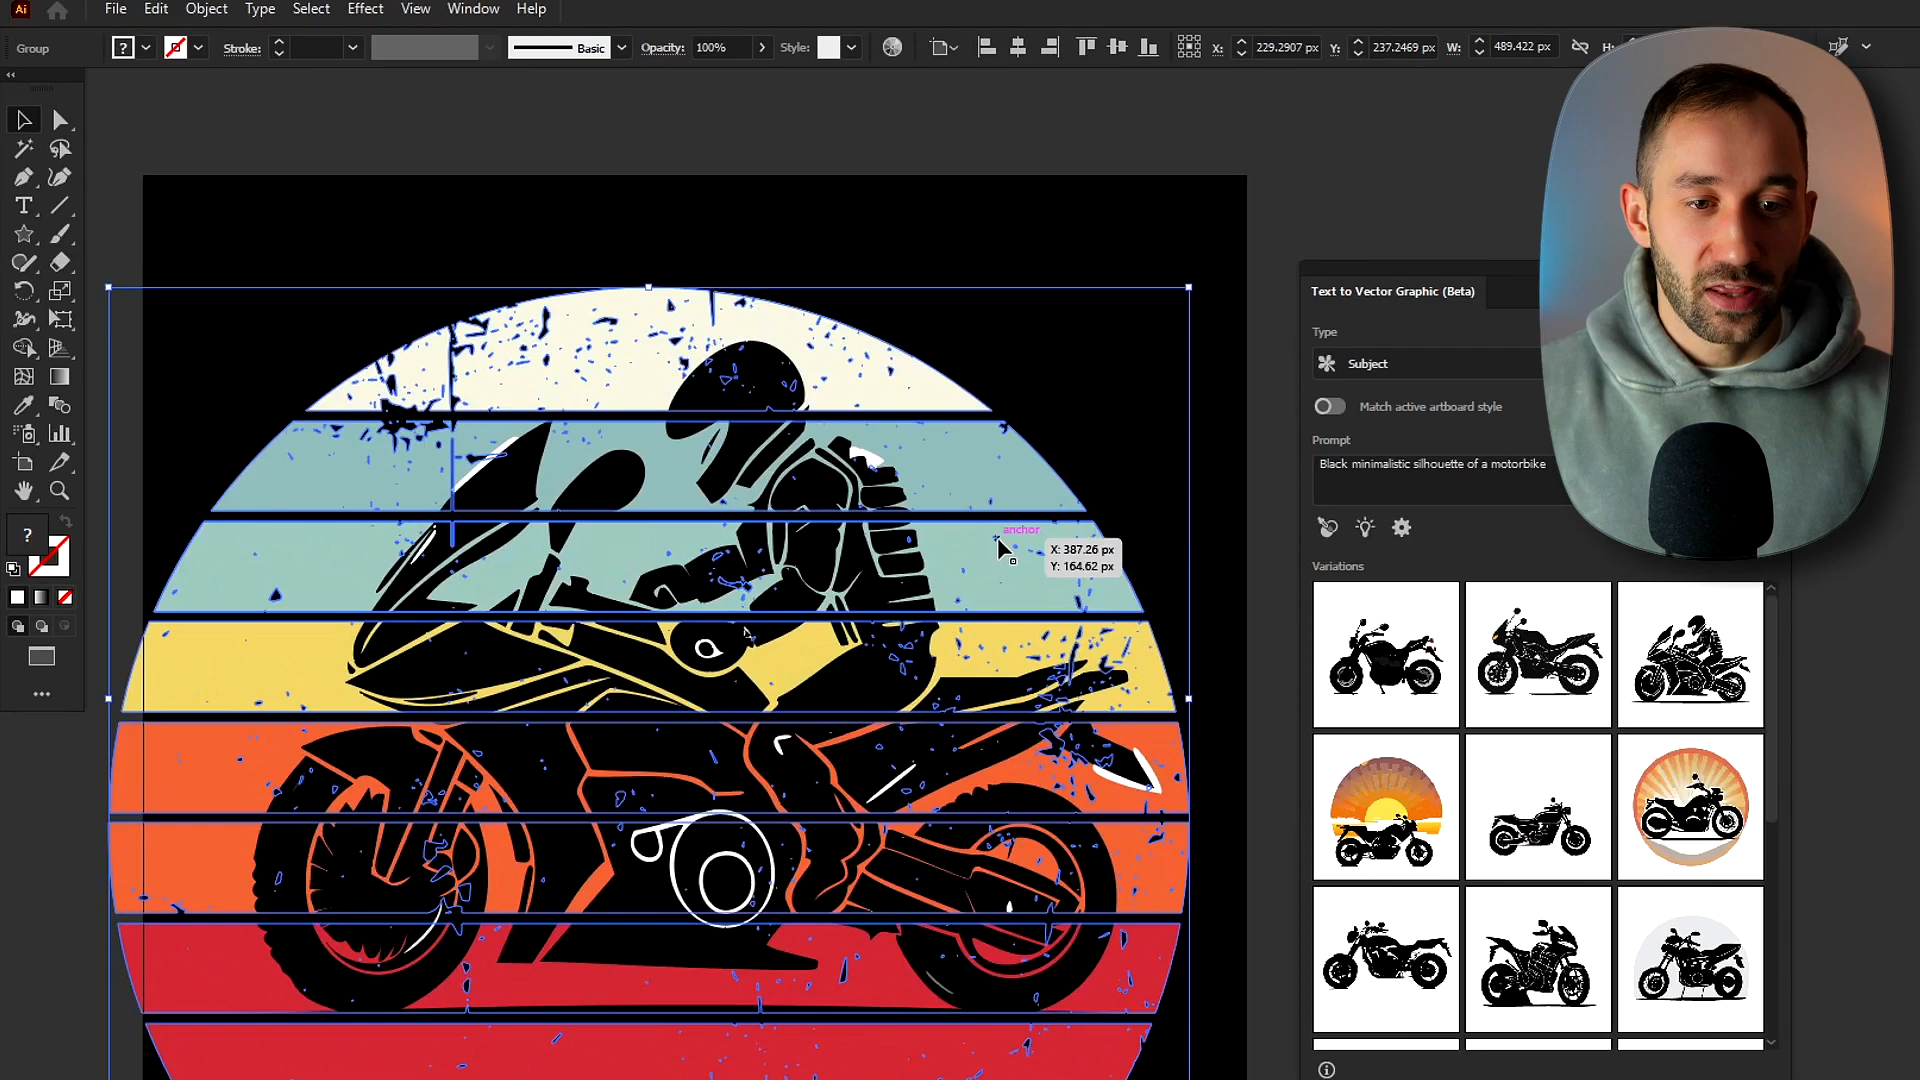 Ai
File Edit Object Type Select Effect View Window Help
Group
?
Stroke:
Basic
Opacity: 100%
Style:
X: 229.2907 px
Y: 237.2469 px
W: 489.422 px
H:
T
?
anchor
X: 387.26 px
Y: 164.62 px
Text to Vector Graphic (Beta)
Type
Subject
Match active artboard style
Prompt
Black minimalistic silhouette of a motorbike
Variations